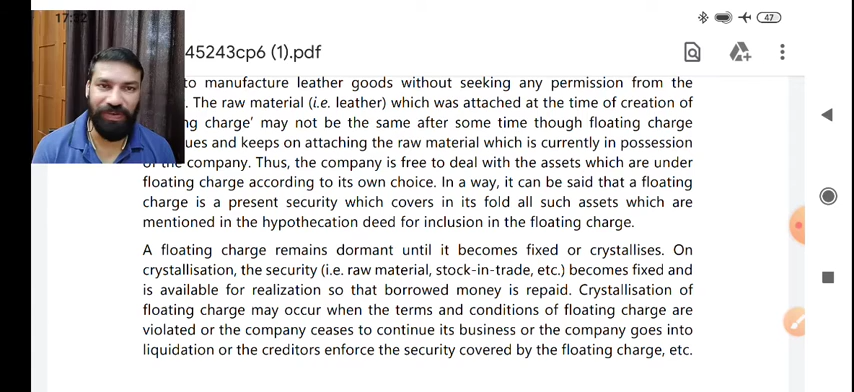 17:12
47
45243cp6 (1).pdf
to manufacture leather goods without seeking any permission from the
. The raw material (i.e. leather) which was attached at the time of creation of
ng charge' may not be the same after some time though floating charge
ues and keeps on attaching the raw material which is currently in possession
of the company. Thus, the company is free to deal with the assets which are under
floating charge according to its own choice. In a way, it can be said that a floating
charge is a present security which covers in its fold all such assets which are
mentioned in the hypothecation deed for inclusion in the floating charge.
A floating charge remains dormant until it becomes fixed or crystallises. On
crystallisation, the security (i.e. raw material, stock-in-trade, etc.) becomes fixed and
is available for realization so that borrowed money is repaid. Crystallisation of
floating charge may occur when the terms and conditions of floating charge are
violated or the company ceases to continue its business or the company goes into
liquidation or the creditors enforce the security covered by the floating charge, etc.